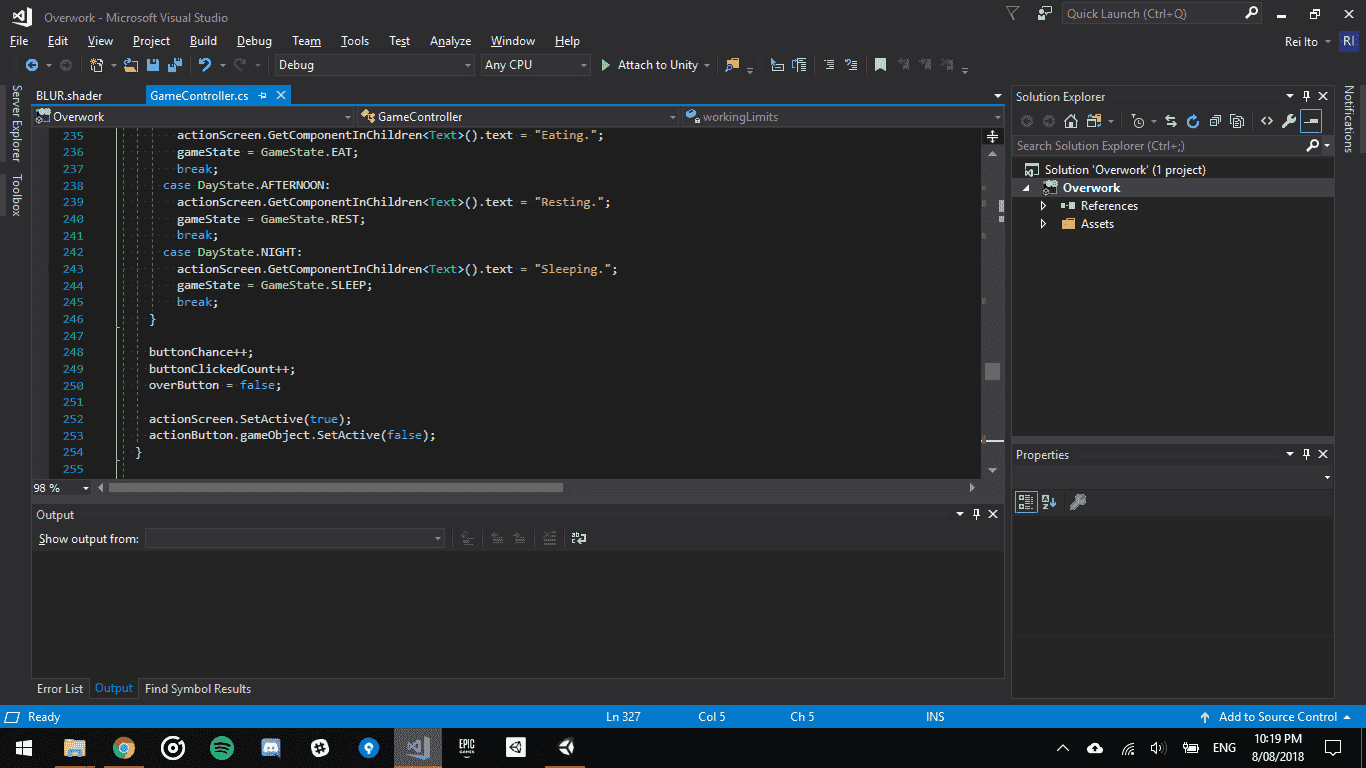 Overwork - Microsoft Visual Studio
Quick Launch (Ctrl+Q)
File Edit View Project Build Debug Team Tools Test Analyze Window Help
Rei Ito RI
Debug Any CPU Attach to Unity
Server Explorer
Toolbox
BLUR.shader GameController.cs
Overwork GameController workingLimits
235 actionScreen.GetComponentInChildren<Text>().text = "Eating.";
236 gameState = GameState.EAT;
237 break;
238 case DayState.AFTERNOON:
239 actionScreen.GetComponentInChildren<Text>().text = "Resting.";
240 gameState = GameState.REST;
241 break;
242 case DayState.NIGHT:
243 actionScreen.GetComponentInChildren<Text>().text = "Sleeping.";
244 gameState = GameState.SLEEP;
245 break;
246 }
247
248 buttonChance++;
249 buttonClickedCount++;
250 overButton = false;
251
252 actionScreen.SetActive(true);
253 actionButton.gameObject.SetActive(false);
254 }
255
98 %
Output
Show output from:
Error List Output Find Symbol Results
Solution Explorer
Search Solution Explorer (Ctrl+;)
Solution 'Overwork' (1 project)
Overwork
References
Assets
Properties
Notifications
Ready Ln 327 Col 5 Ch 5 INS Add to Source Control
EPIC
GAMES
ENG
10:19 PM
8/08/2018